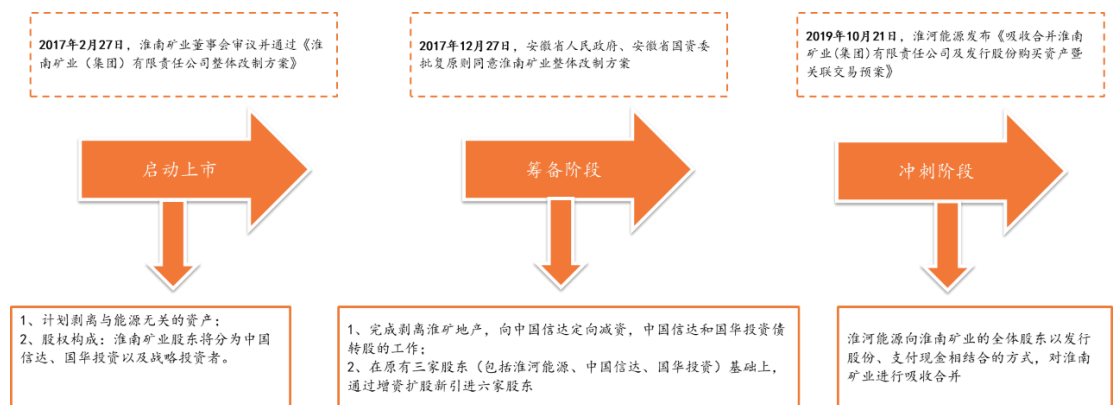 2017年2月27日，淮南矿业董事会审议并通过《淮
南矿业（集团）有限责任公司整体改制方案》
2017年12月27日，安徽省人民政府、安徽省国资委
批复原则同意淮南矿业整体改制方案
2019年10月21日，淮河能源发布《吸收合并淮南
矿业(集团)有限责任公司及发行股份购买资产暨
关联交易预案》
启动上市
筹备阶段
冲刺阶段
1、计划剥离与能源无关的资产；
2、股权构成：淮南矿业股东将分为中国
信达、国华投资以及战略投资者。
1、完成剥离淮矿地产，向中国信达定向减资，中国信达和国华投资债
转股的工作；
2、在原有三家股东（包括淮河能源、中国信达、国华投资）基础上，
通过增资扩股新引进六家股东
淮河能源向淮南矿业的全体股东以发行
股份、支付现金相结合的方式，对淮南
矿业进行吸收合并